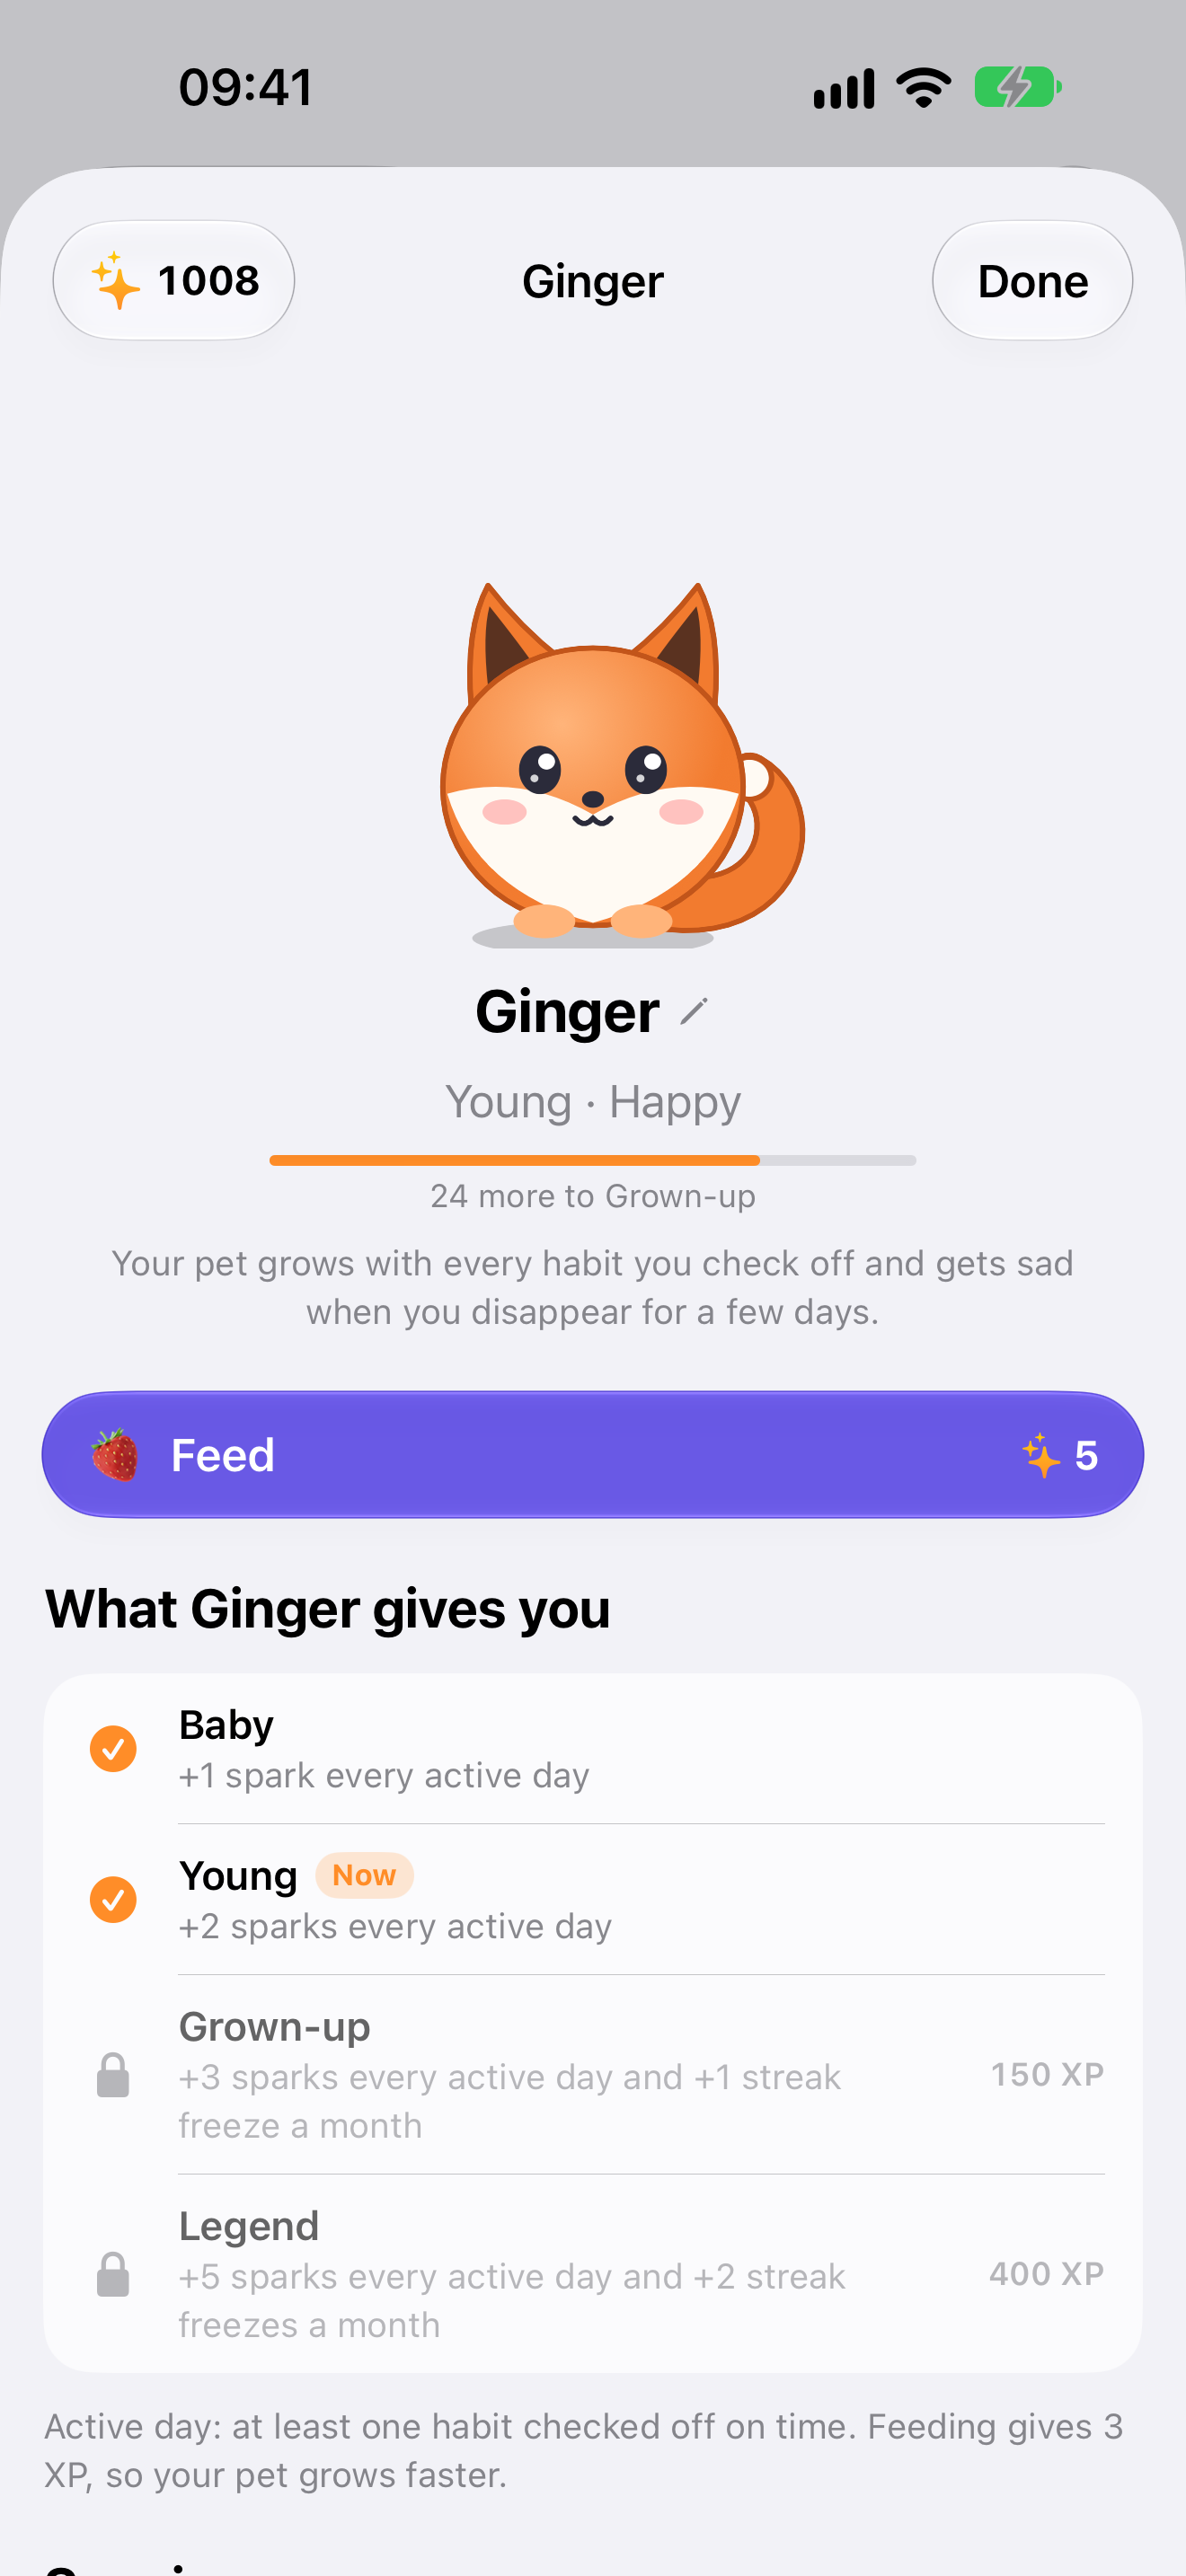 09:41
✨ 1008
Ginger
Done
Ginger
Young · Happy
24 more to Grown-up
Your pet grows with every habit you check off and gets sad
when you disappear for a few days.
🍓 Feed
✨ 5
What Ginger gives you
Baby
+1 spark every active day
Young
Now
+2 sparks every active day
Grown-up
+3 sparks every active day and +1 streak
freeze a month
150 XP
Legend
+5 sparks every active day and +2 streak
freezes a month
400 XP
Active day: at least one habit checked off on time. Feeding gives 3
XP, so your pet grows faster.